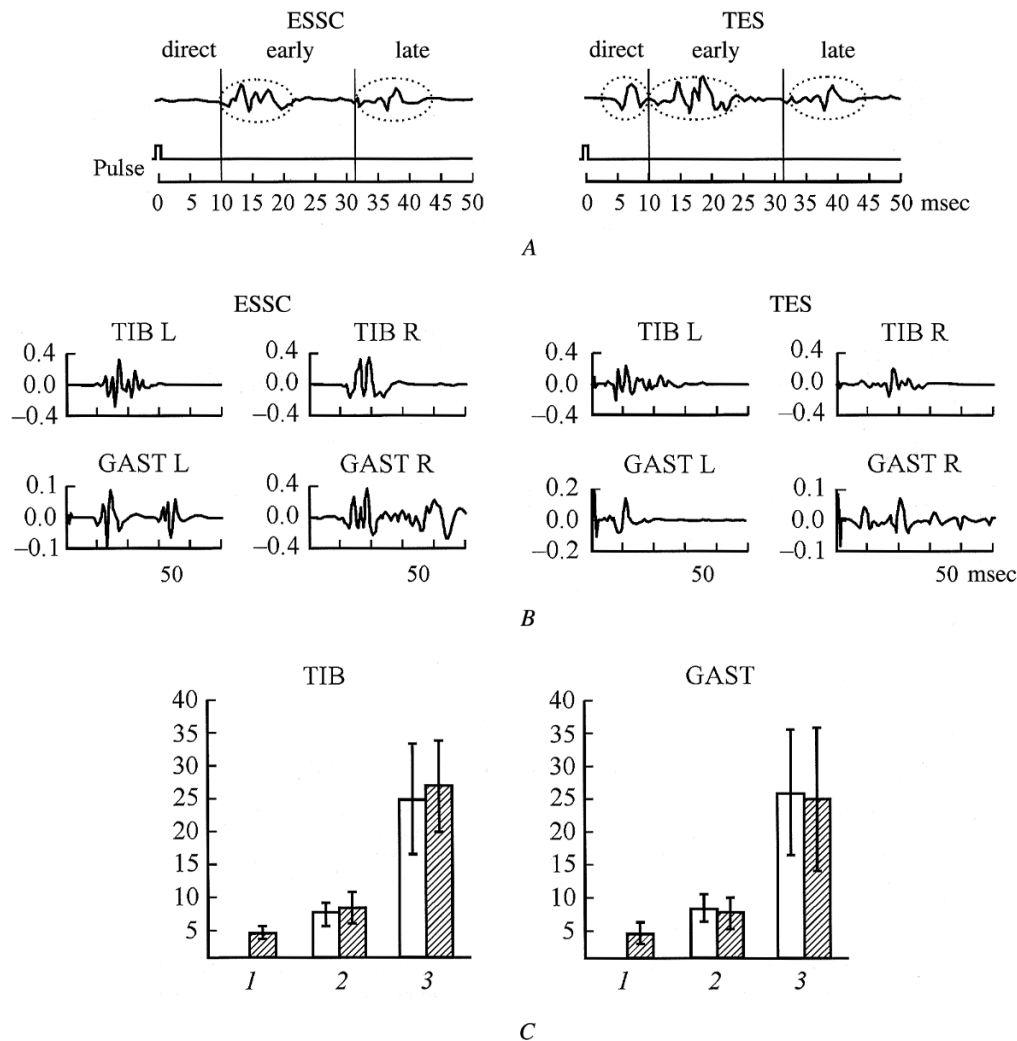 ESSC TES
direct early late direct early late
Pulse
0 5 10 15 20 25 30 35 40 45 50 0 5 10 15 20 25 30 35 40 45 50 msec
A
ESSC TES
TIB L TIB R TIB L TIB R
0.4 0.4 0.4 0.4
0.0 0.0 0.0 0.0
–0.4 –0.4 –0.4 –0.4
GAST L GAST R GAST L GAST R
0.1 0.4 0.2 0.1
0.0 0.0 0.0 0.0
–0.1 –0.4 –0.2 –0.1
50 50 50 50 msec
B
TIB GAST
40 40
35 35
30 30
25 25
20 20
15 15
10 10
5 5
1 2 3 1 2 3
C